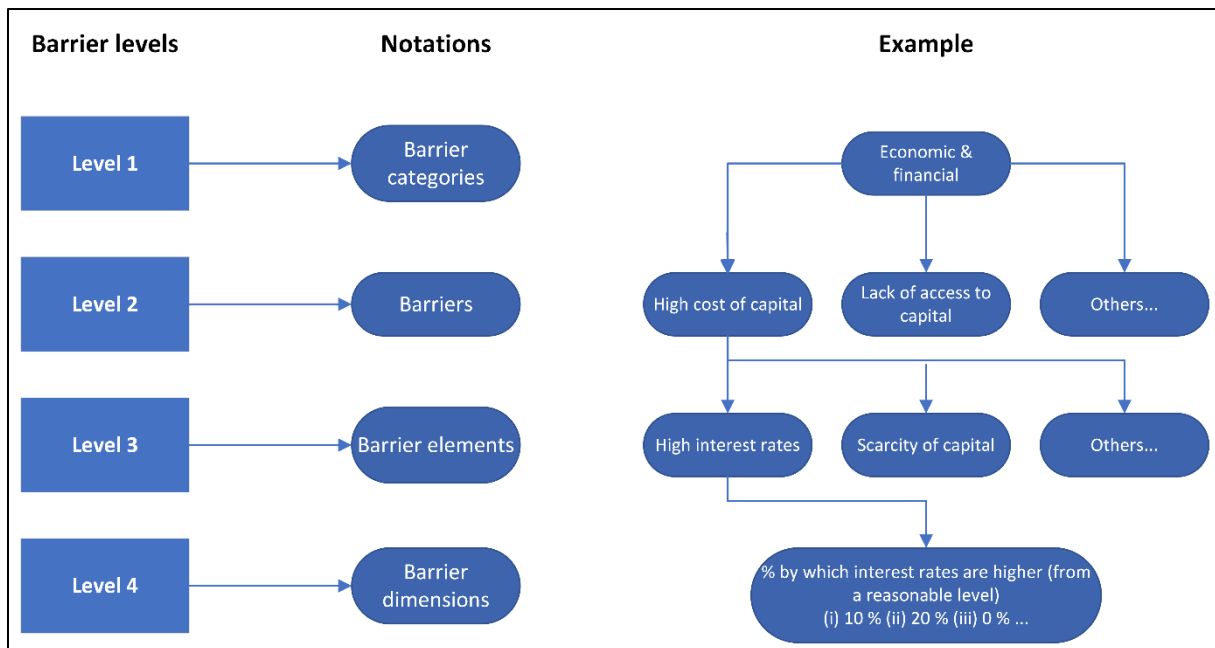 Barrier levels
Notations
Example
Level 1
Barrier
categories
Economic &
financial
Level 2
Barriers
High cost of capital
Lack of access to
capital
Others...
Level 3
Barrier elements
High interest rates
Scarcity of capital
Others...
Level 4
Barrier
dimensions
% by which interest rates are higher (from
a reasonable level)
(i) 10 % (ii) 20 % (iii) 0 % ...